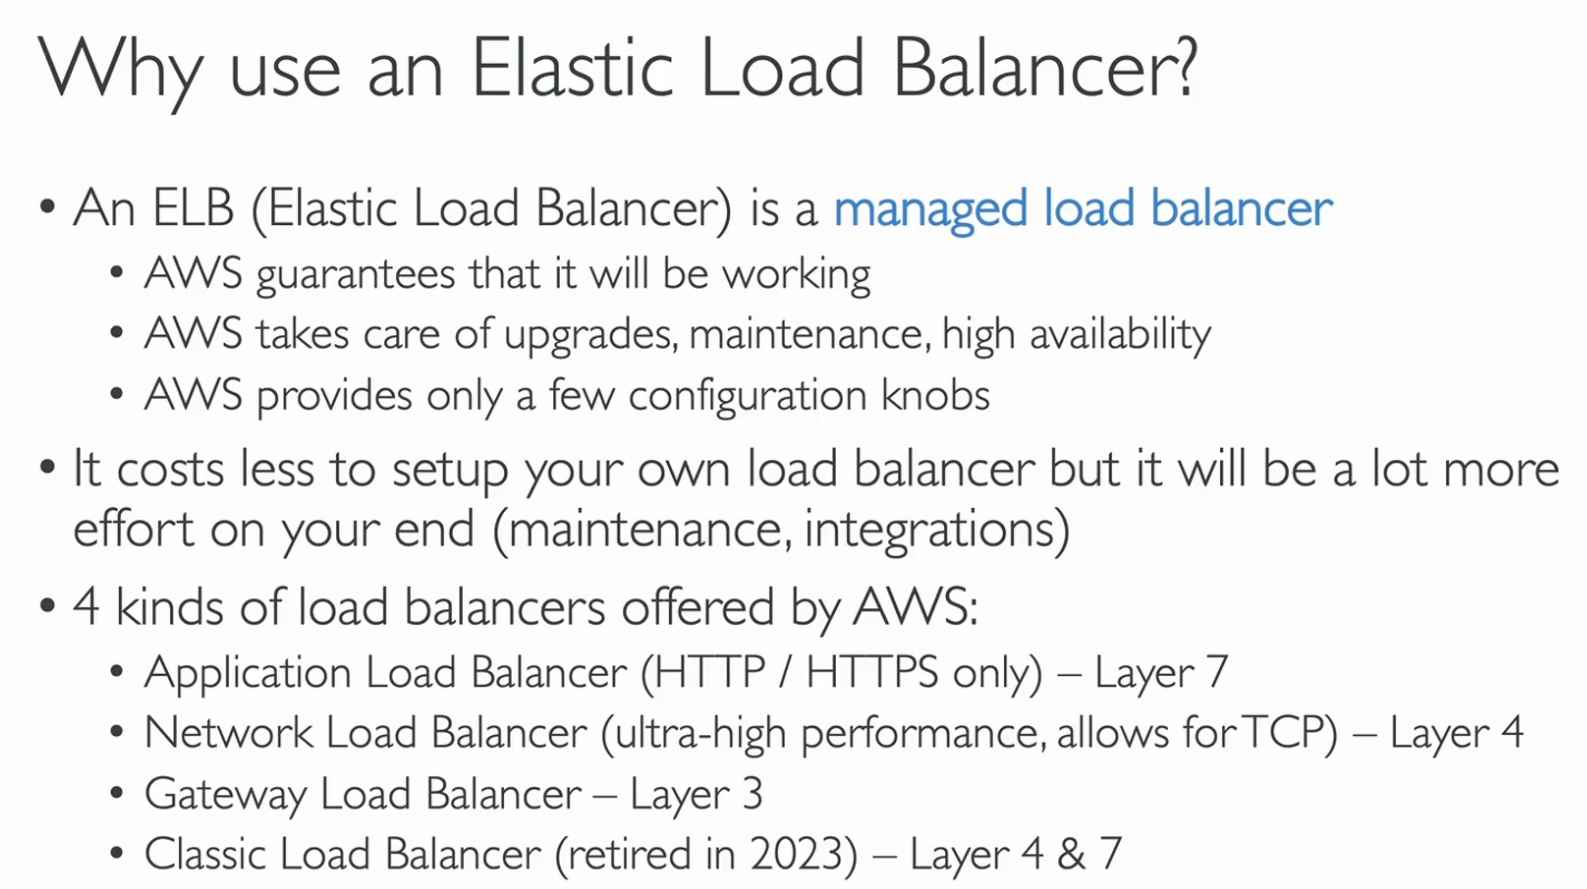 Why use an Elastic Load Balancer?
• An ELB (Elastic Load Balancer) is a managed load balancer
• AWS guarantees that it will be working
• AWS takes care of upgrades, maintenance, high availability
• AWS provides only a few configuration knobs
• It costs less to setup your own load balancer but it will be a lot more
effort on your end (maintenance, integrations)
• 4 kinds of load balancers offered by AWS:
• Application Load Balancer (HTTP / HTTPS only) – Layer 7
• Network Load Balancer (ultra-high performance, allows for TCP) – Layer 4
• Gateway Load Balancer – Layer 3
• Classic Load Balancer (retired in 2023) – Layer 4 & 7